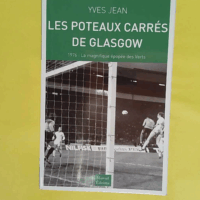 YVES JEAN
LES POTEAUX CARRÉS
DE GLASGOW
1976 - La magnifique épopée des Verts